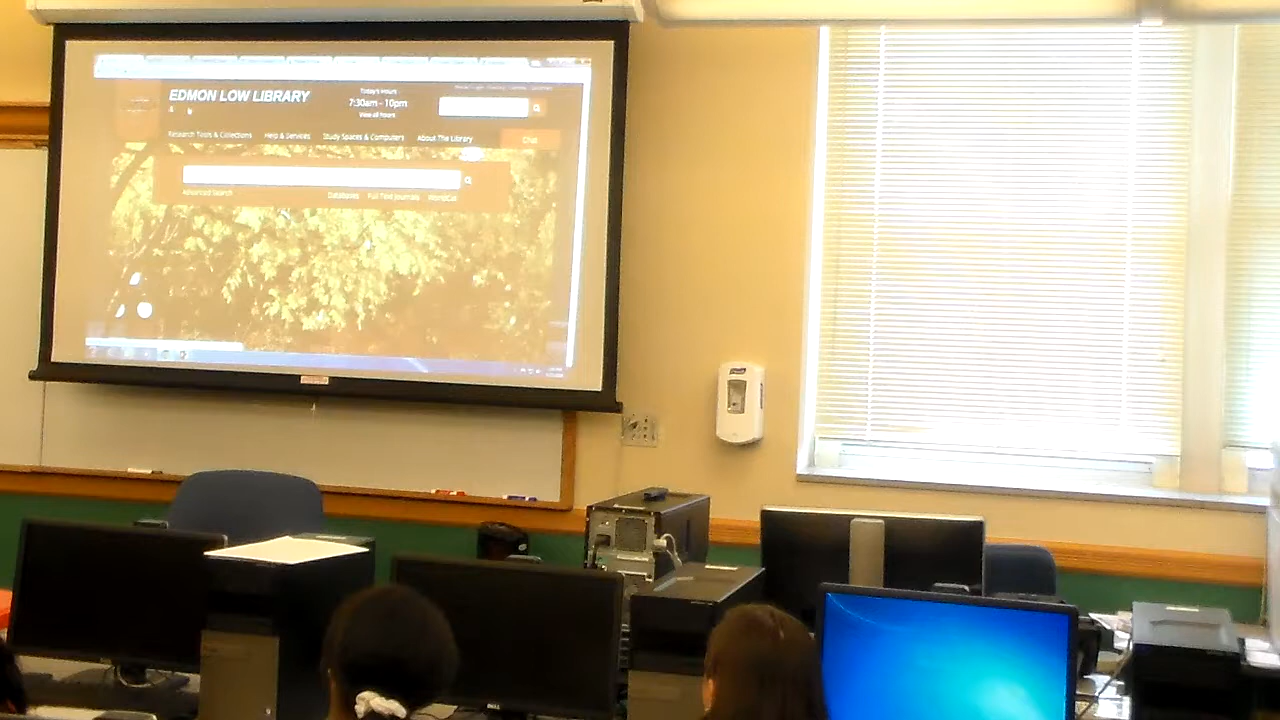 EDMON LOW LIBRARY
Today's Hours
7:30am - 10pm
View all hours
Research Tools & Collections Help & Services Study Spaces & Computers About The Library Chat
Advanced Search Databases Full Text Journals WorldCat
DELL